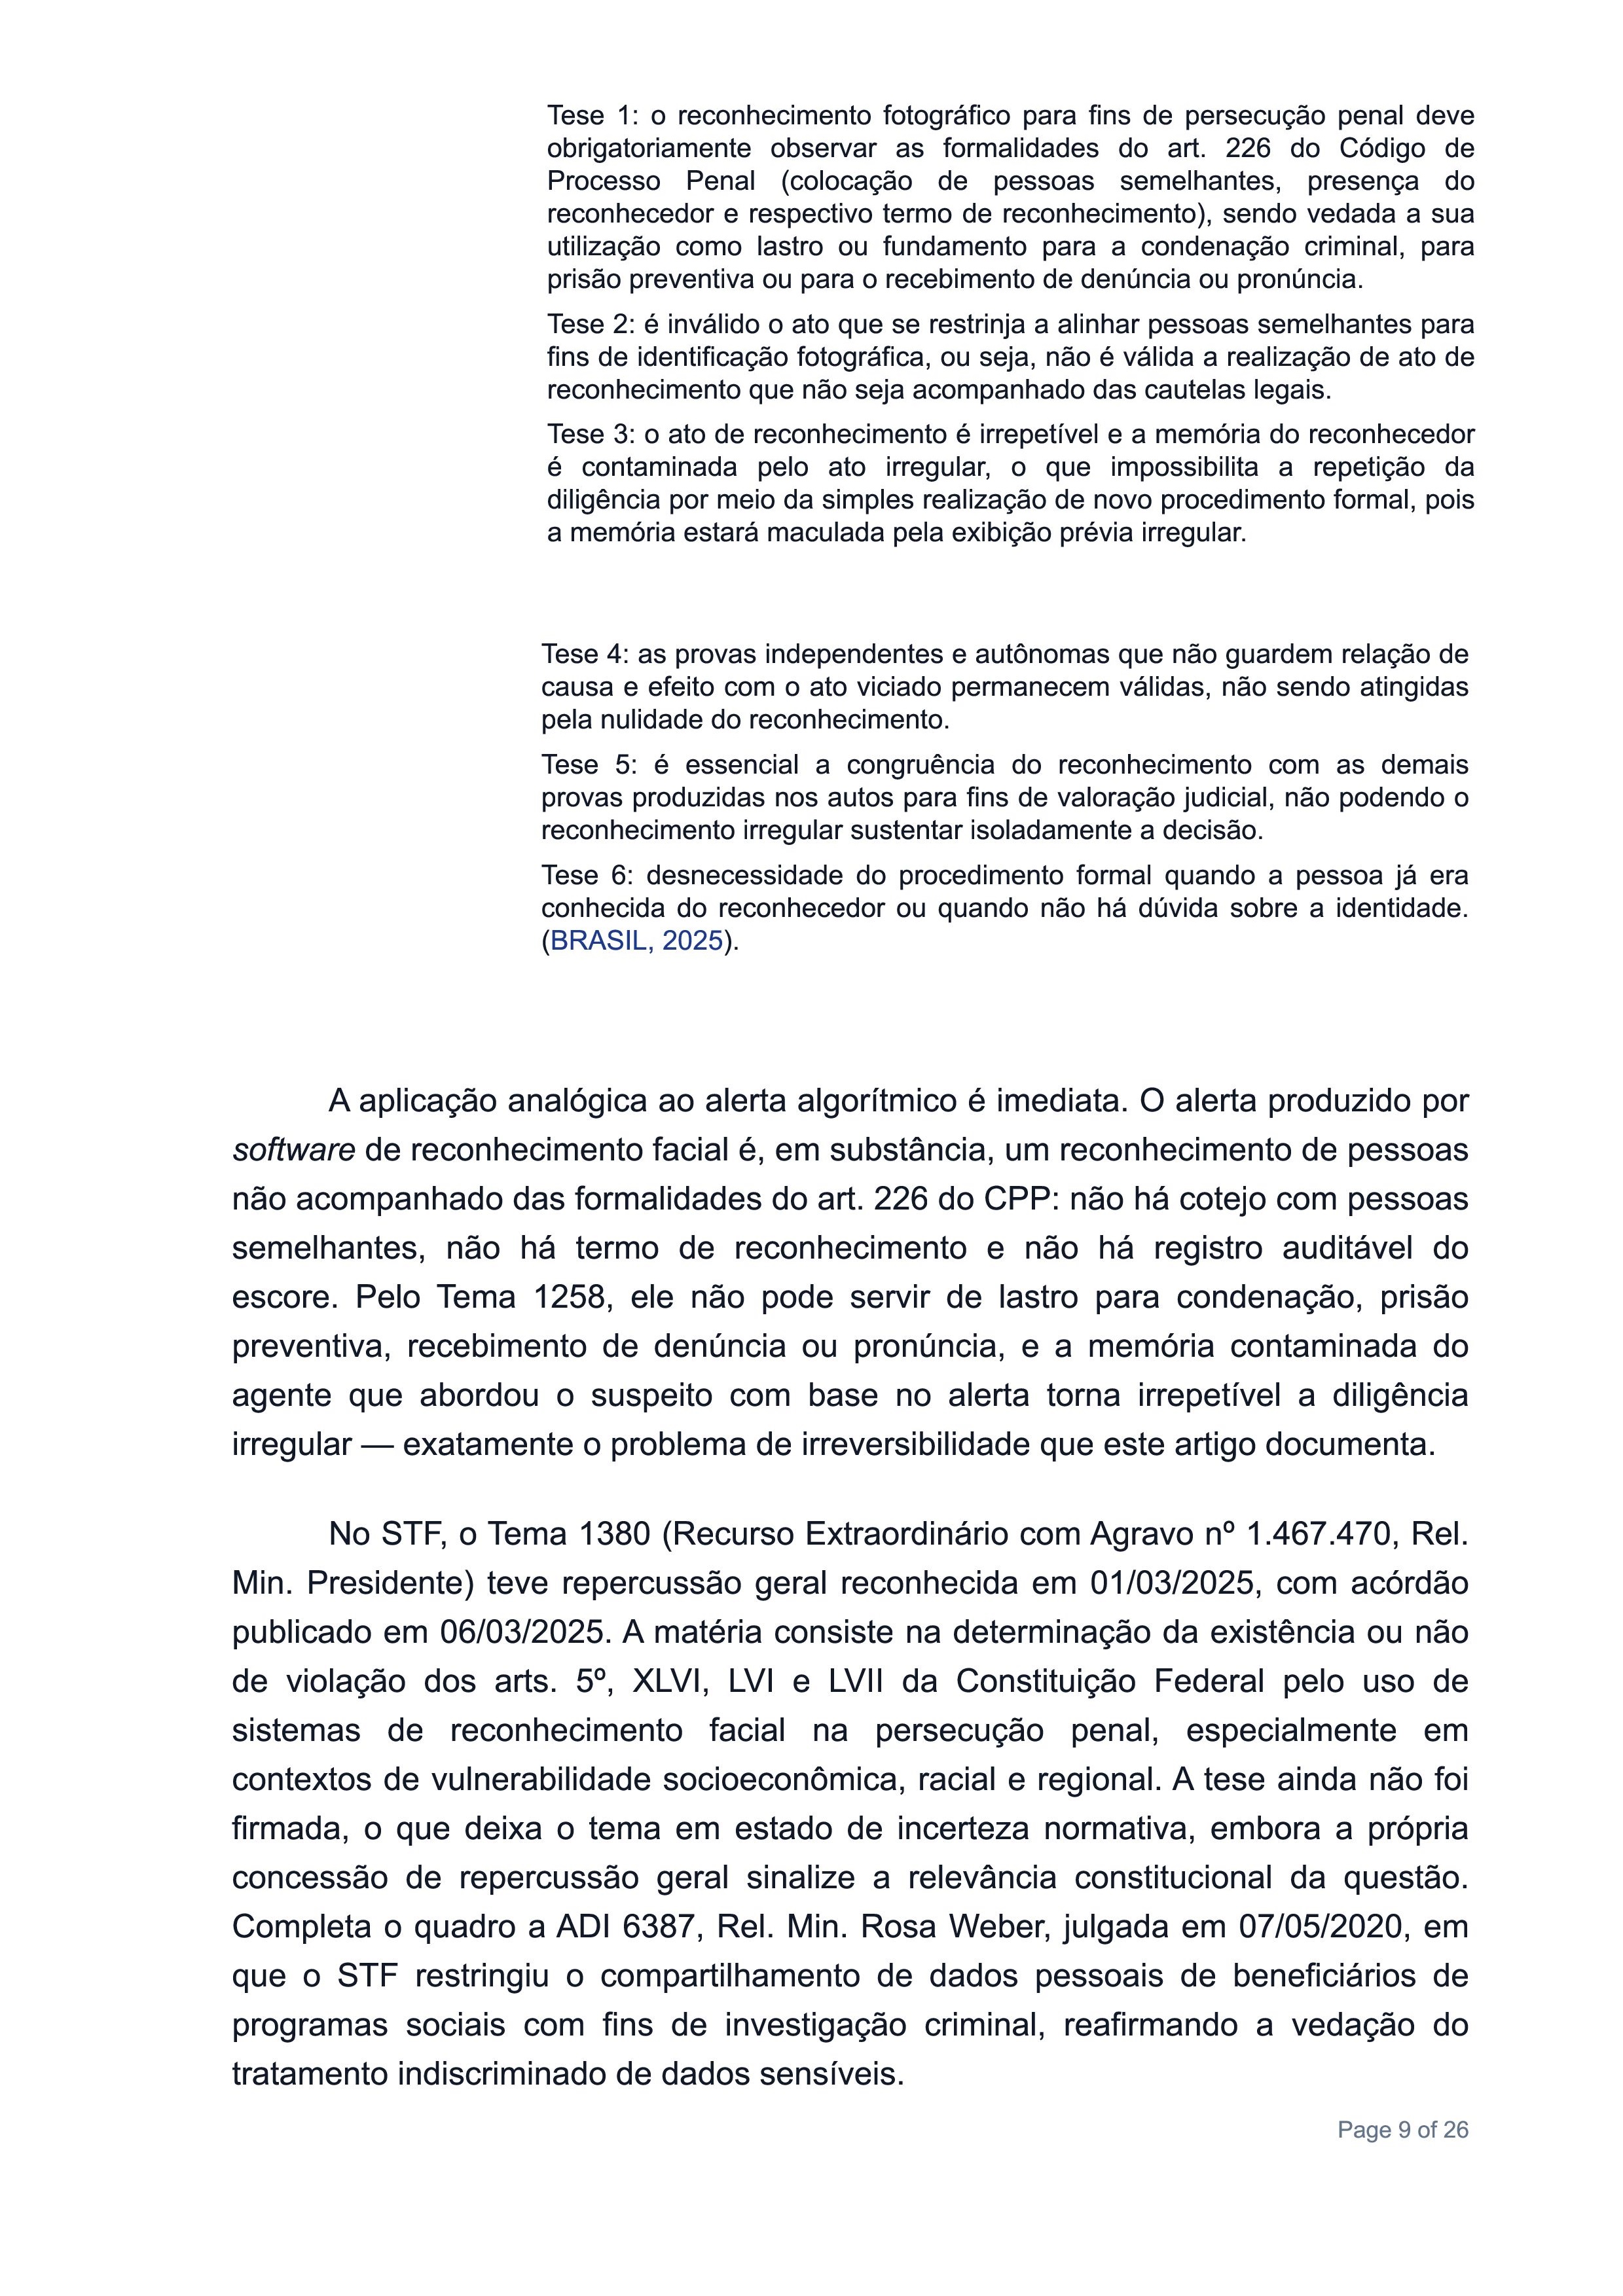 Tese 1: o reconhecimento fotográfico para fins de persecução penal deve
obrigatoriamente observar as formalidades do art. 226 do Código de
Processo Penal (colocação de pessoas semelhantes, presença do
reconhecedor e respectivo termo de reconhecimento), sendo vedada a sua
utilização como lastro ou fundamento para a condenação criminal, para
prisão preventiva ou para o recebimento de denúncia ou pronúncia.
Tese 2: é inválido o ato que se restrinja a alinhar pessoas semelhantes para
fins de identificação fotográfica, ou seja, não é válida a realização de ato de
reconhecimento que não seja acompanhado das cautelas legais.
Tese 3: o ato de reconhecimento é irrepetível e a memória do reconhecedor
é contaminada pelo ato irregular, o que impossibilita a repetição da
diligência por meio da simples realização de novo procedimento formal, pois
a memória estará maculada pela exibição prévia irregular.
Tese 4: as provas independentes e autônomas que não guardem relação de
causa e efeito com o ato viciado permanecem válidas, não sendo atingidas
pela nulidade do reconhecimento.
Tese 5: é essencial a congruência do reconhecimento com as demais
provas produzidas nos autos para fins de valoração judicial, não podendo o
reconhecimento irregular sustentar isoladamente a decisão.
Tese 6: desnecessidade do procedimento formal quando a pessoa já era
conhecida do reconhecedor ou quando não há dúvida sobre a identidade.
(BRASIL, 2025).
A aplicação analógica ao alerta algorítmico é imediata. O alerta produzido por
software de reconhecimento facial é, em substância, um reconhecimento de pessoas
não acompanhado das formalidades do art. 226 do CPP: não há cotejo com pessoas
semelhantes, não há termo de reconhecimento e não há registro auditável do
escore. Pelo Tema 1258, ele não pode servir de lastro para condenação, prisão
preventiva, recebimento de denúncia ou pronúncia, e a memória contaminada do
agente que abordou o suspeito com base no alerta torna irrepetível a diligência
irregular — exatamente o problema de irreversibilidade que este artigo documenta.
No STF, o Tema 1380 (Recurso Extraordinário com Agravo nº 1.467.470, Rel.
Min. Presidente) teve repercussão geral reconhecida em 01/03/2025, com acórdão
publicado em 06/03/2025. A matéria consiste na determinação da existência ou não
de violação dos arts. 5º, XLVI, LVI e LVII da Constituição Federal pelo uso de
sistemas de reconhecimento facial na persecução penal, especialmente em
contextos de vulnerabilidade socioeconômica, racial e regional. A tese ainda não foi
firmada, o que deixa o tema em estado de incerteza normativa, embora a própria
concessão de repercussão geral sinalize a relevância constitucional da questão.
Completa o quadro a ADI 6387, Rel. Min. Rosa Weber, julgada em 07/05/2020, em
que o STF restringiu o compartilhamento de dados pessoais de beneficiários de
programas sociais com fins de investigação criminal, reafirmando a vedação do
tratamento indiscriminado de dados sensíveis.
Page 9 of 26